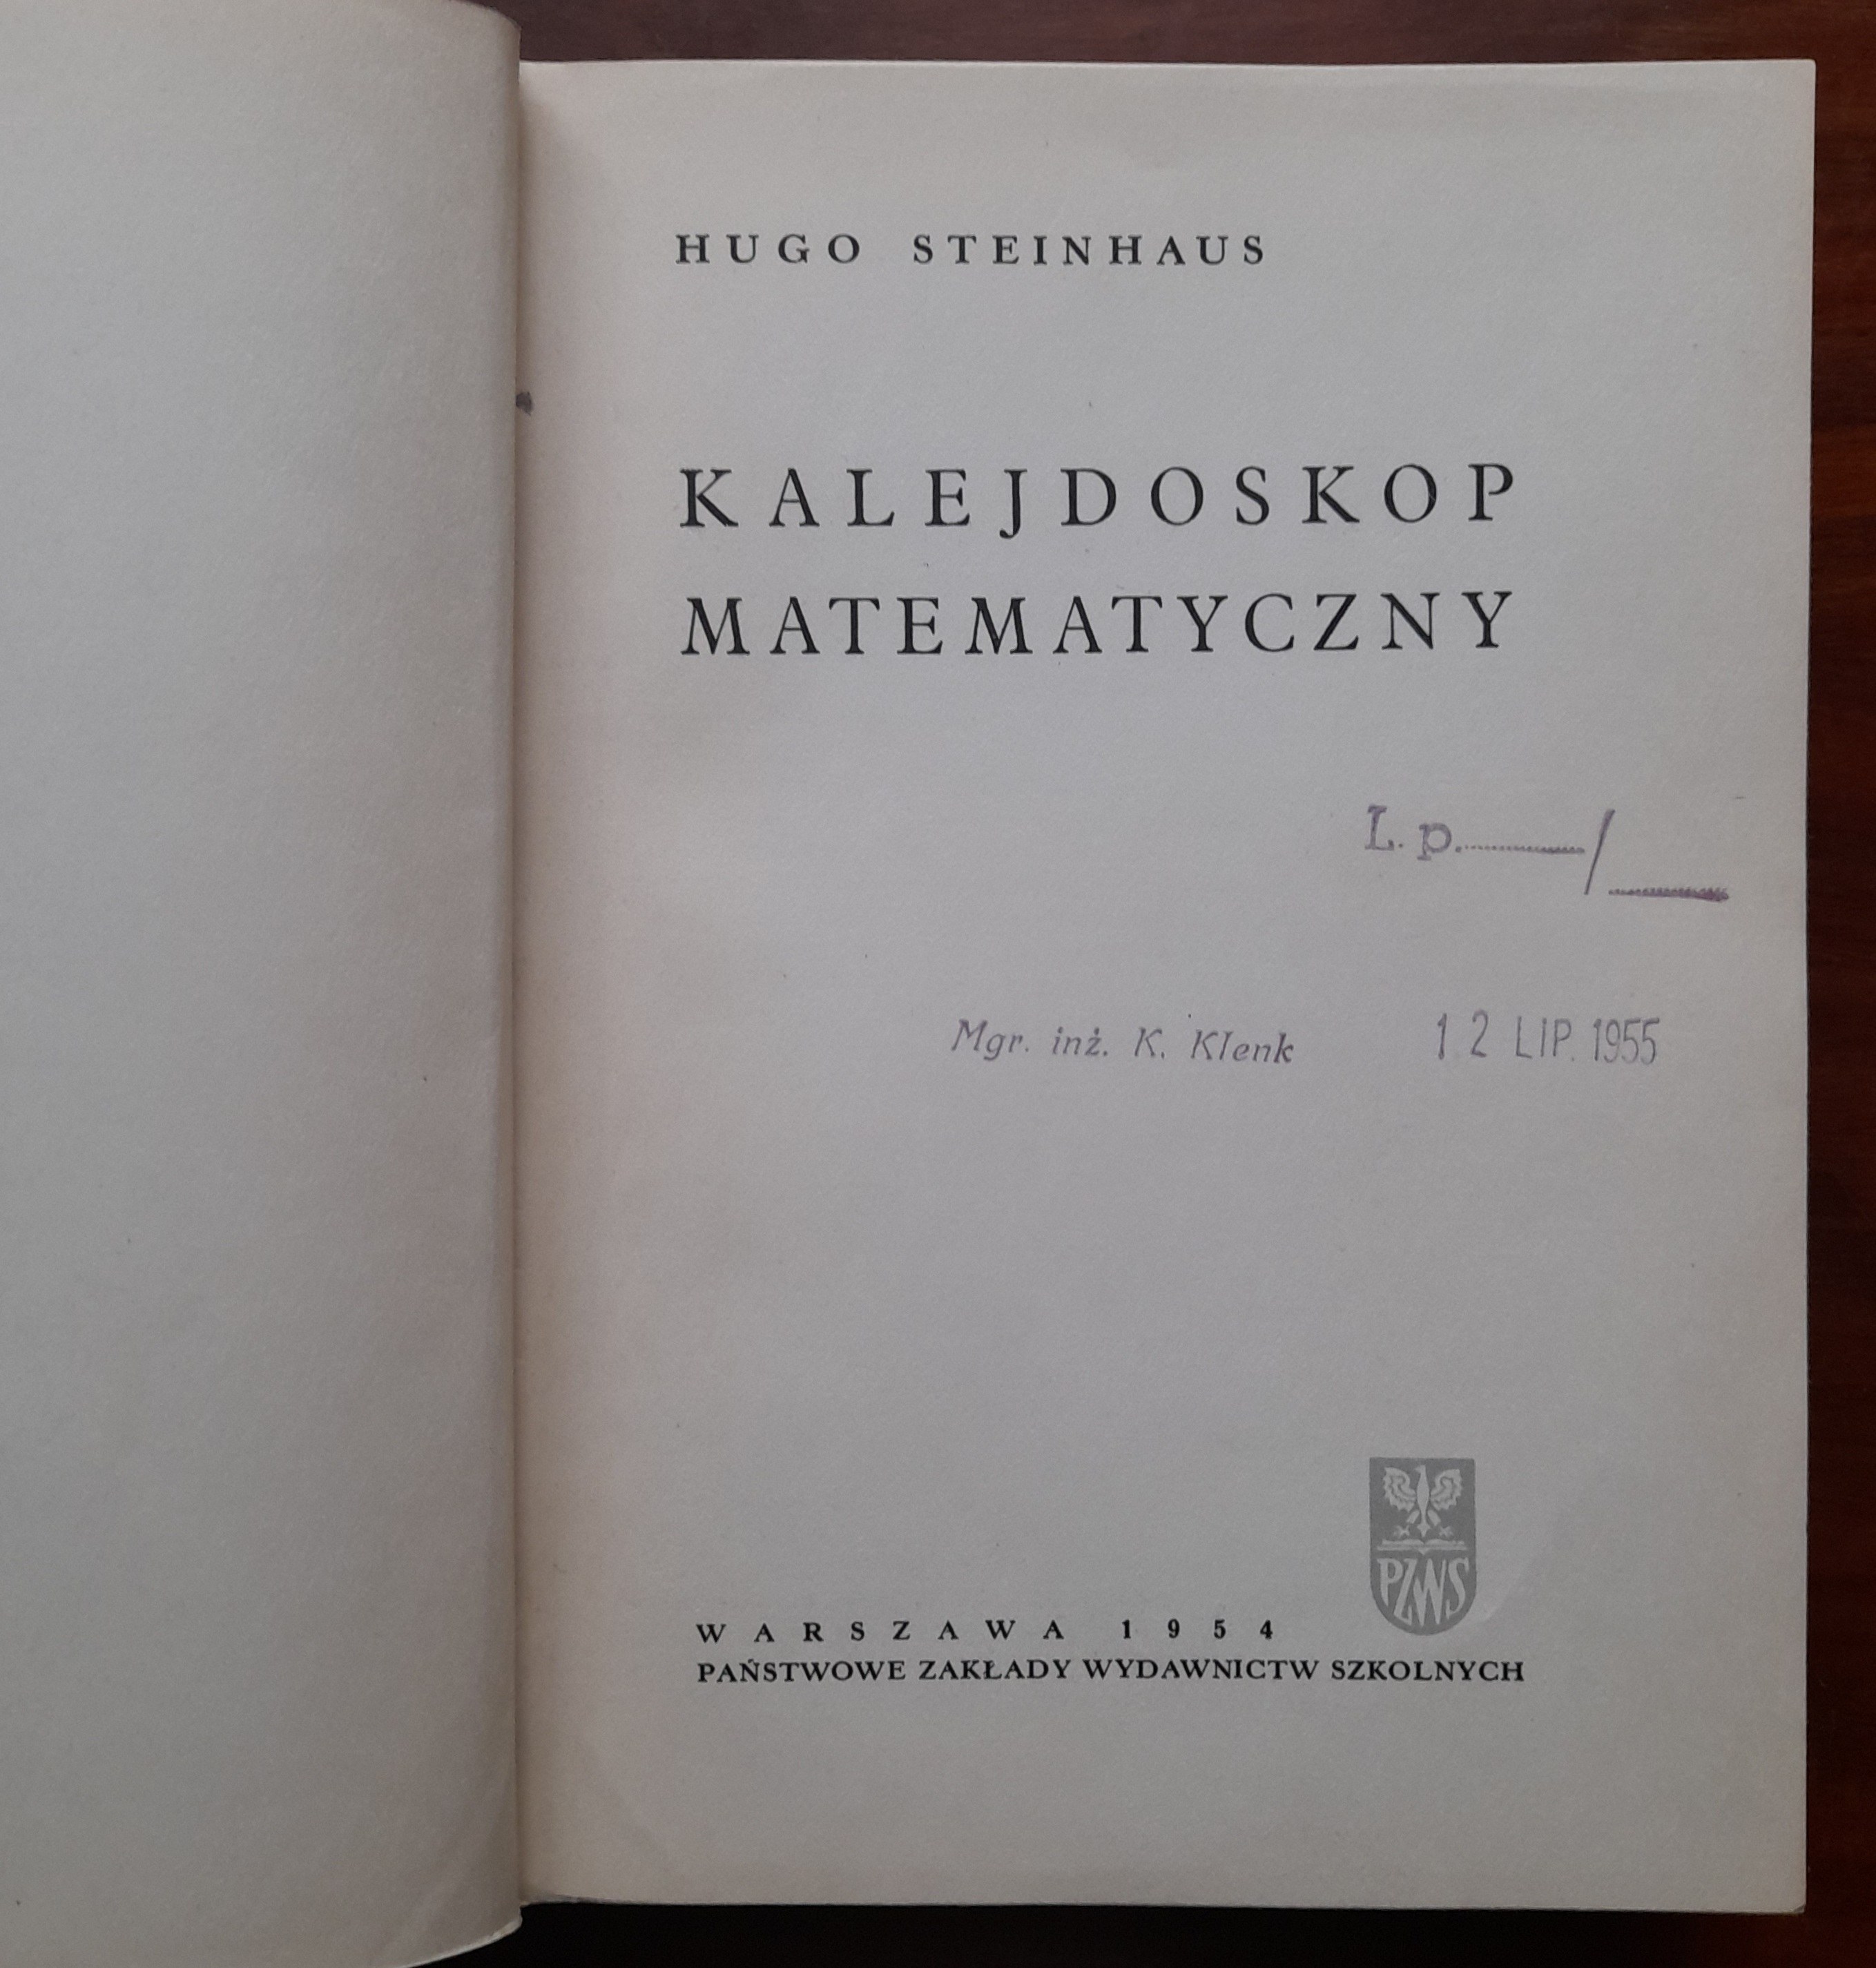 HUGO STEINHAUS
KALEJDOSKOP
MATEMATYCZNY
L. p. ......... / .........
Mgr. inż. K. Klenk 12 LIP. 1955
PZWS
WARSZAWA 1954
PAŃSTWOWE ZAKŁADY WYDAWNICTW SZKOLNYCH